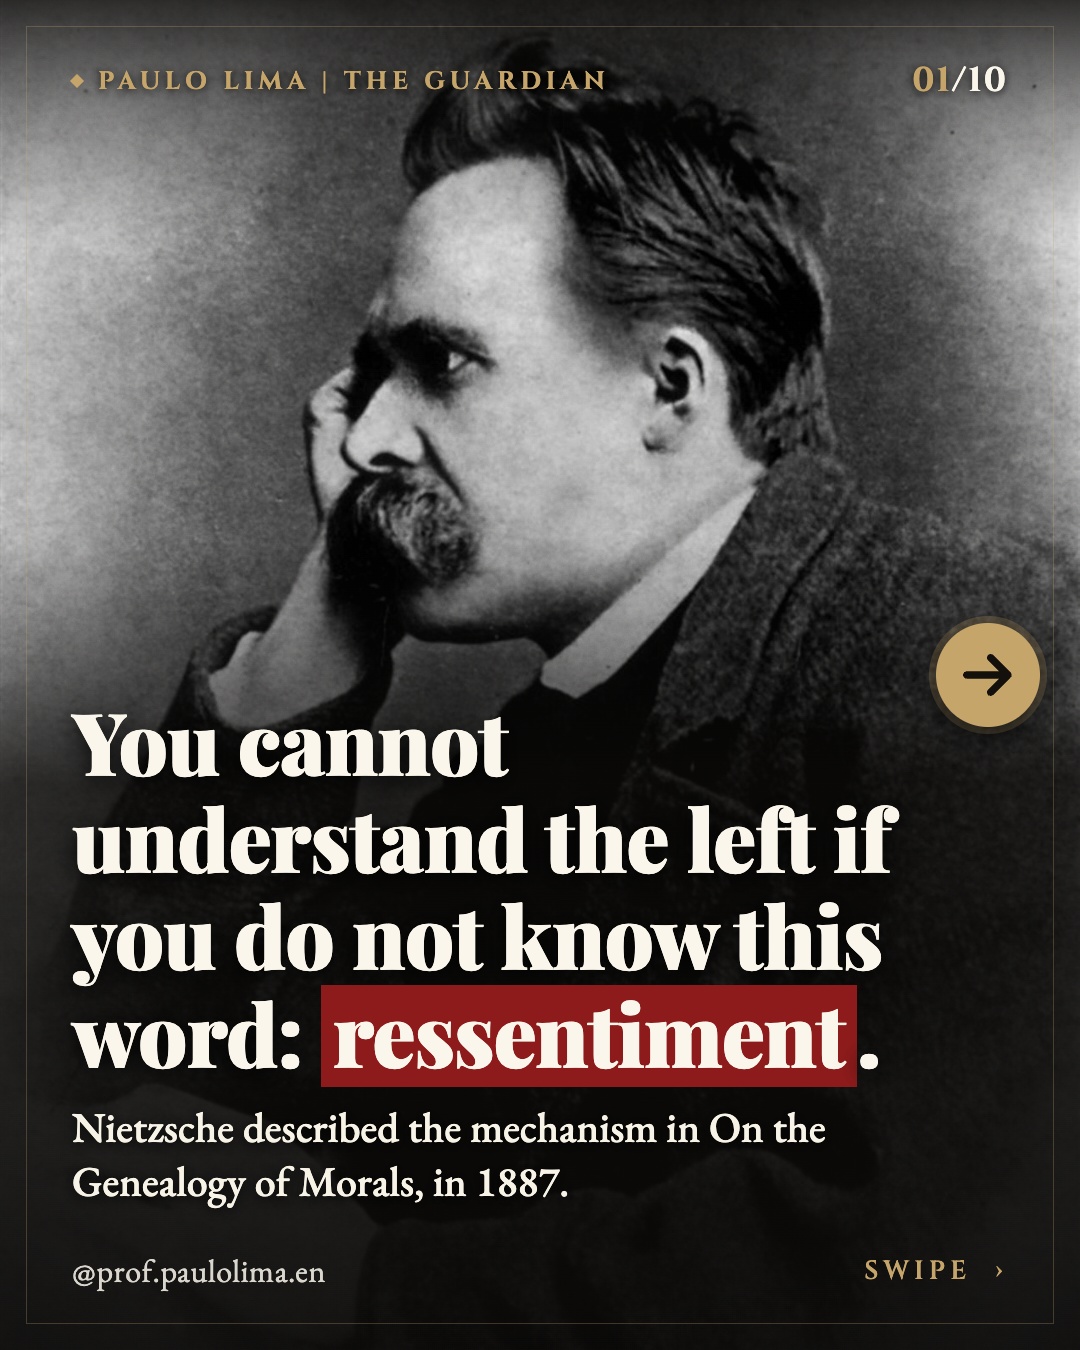 ◆ PAULO LIMA | THE GUARDIAN
01/10
You cannot
understand the left if
you do not know this
word: ressentiment.
Nietzsche described the mechanism in On the
Genealogy of Morals, in 1887.
@prof.paulolima.en
SWIPE ›